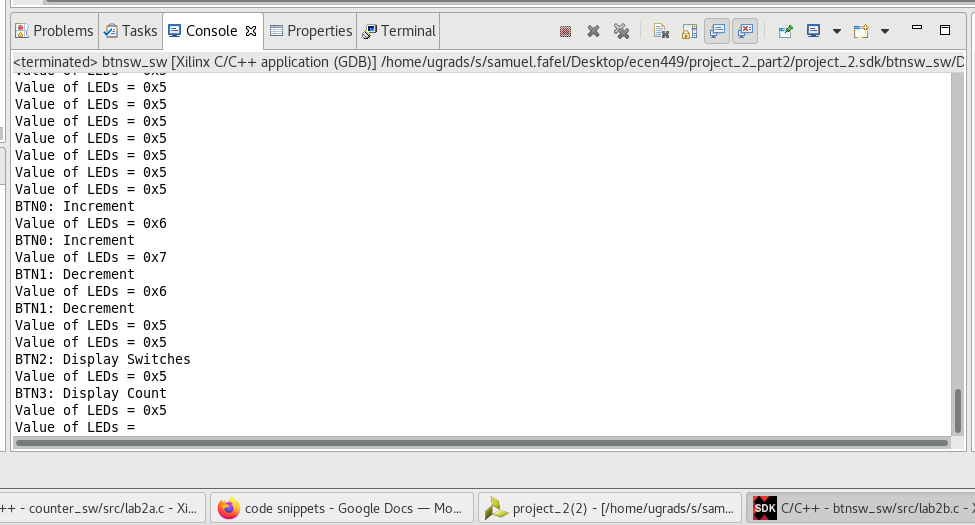 Problems Tasks Console Properties Terminal
<terminated> btnsw_sw [Xilinx C/C++ application (GDB)] /home/ugrads/s/samuel.fafel/Desktop/ecen449/project_2_part2/project_2.sdk/btnsw_sw/D
Value of LEDs = 0x5
Value of LEDs = 0x5
Value of LEDs = 0x5
Value of LEDs = 0x5
Value of LEDs = 0x5
Value of LEDs = 0x5
Value of LEDs = 0x5
Value of LEDs = 0x5
BTN0: Increment
Value of LEDs = 0x6
BTN0: Increment
Value of LEDs = 0x7
BTN1: Decrement
Value of LEDs = 0x6
BTN1: Decrement
Value of LEDs = 0x5
Value of LEDs = 0x5
BTN2: Display Switches
Value of LEDs = 0x5
BTN3: Display Count
Value of LEDs = 0x5
Value of LEDs =
++ - counter_sw/src/lab2a.c - Xi... code snippets - Google Docs — Mo... project_2(2) - [/home/ugrads/s/sam... SDK C/C++ - btnsw_sw/src/lab2b.c - X